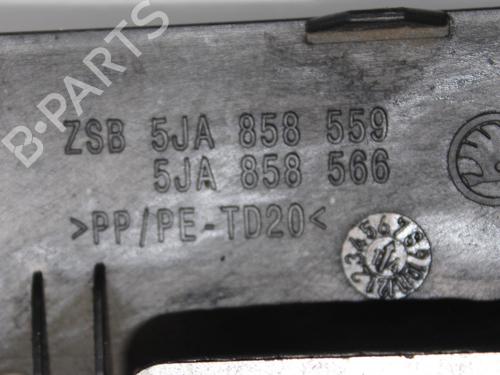 B-PARTS
ZSB 5JA 858 559
5JA 858 566
>PP/PE-TD20<